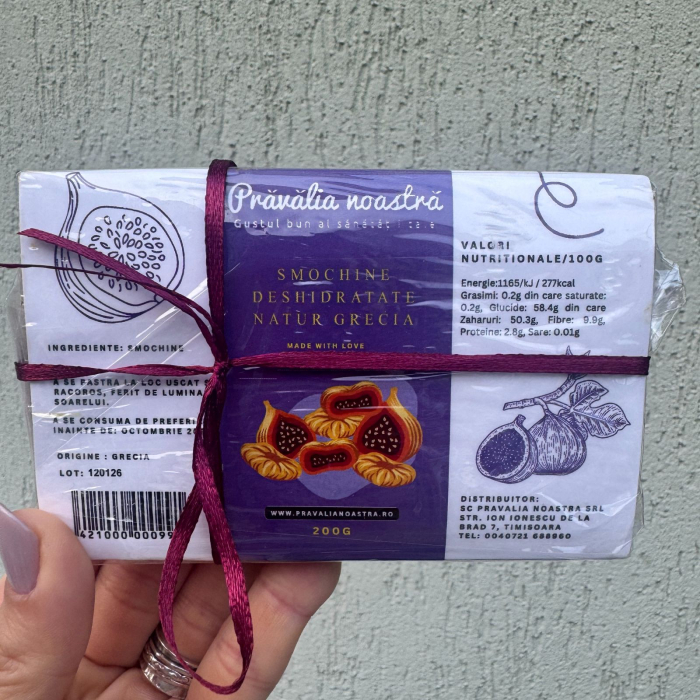 Prăvălia noastră
Gustul bun al sănătății tale
SMOCHINE
DESHIDRATATE
NATUR GRECIA
MADE WITH LOVE
WWW.PRAVALIANOASTRA.RO
200G
INGREDIENTE: SMOCHINE
A SE PASTRA LA LOC USCAT
RACOROS, FERIT DE LUMINA
SOARELUI.
A SE CONSUMA DE
INAINTE DE: OCTOMBRIE
ORIGINE : GRECIA
LOT: 120126
VALORI
NUTRITIONALE/100G
Energie:1165/kJ / 277kcal
Grasimi: 0.2g din care saturate:
0.2g, Glucide: 58.4g din care
Zaharuri: 50.3g, Fibre: 9.9g,
Proteine: 2.8g, Sare: 0.01g
DISTRIBUITOR:
SC PRAVALIA NOASTRA SRL
STR. ION IONESCU DE LA
BRAD 7, TIMISOARA
TEL: 0040721 688960